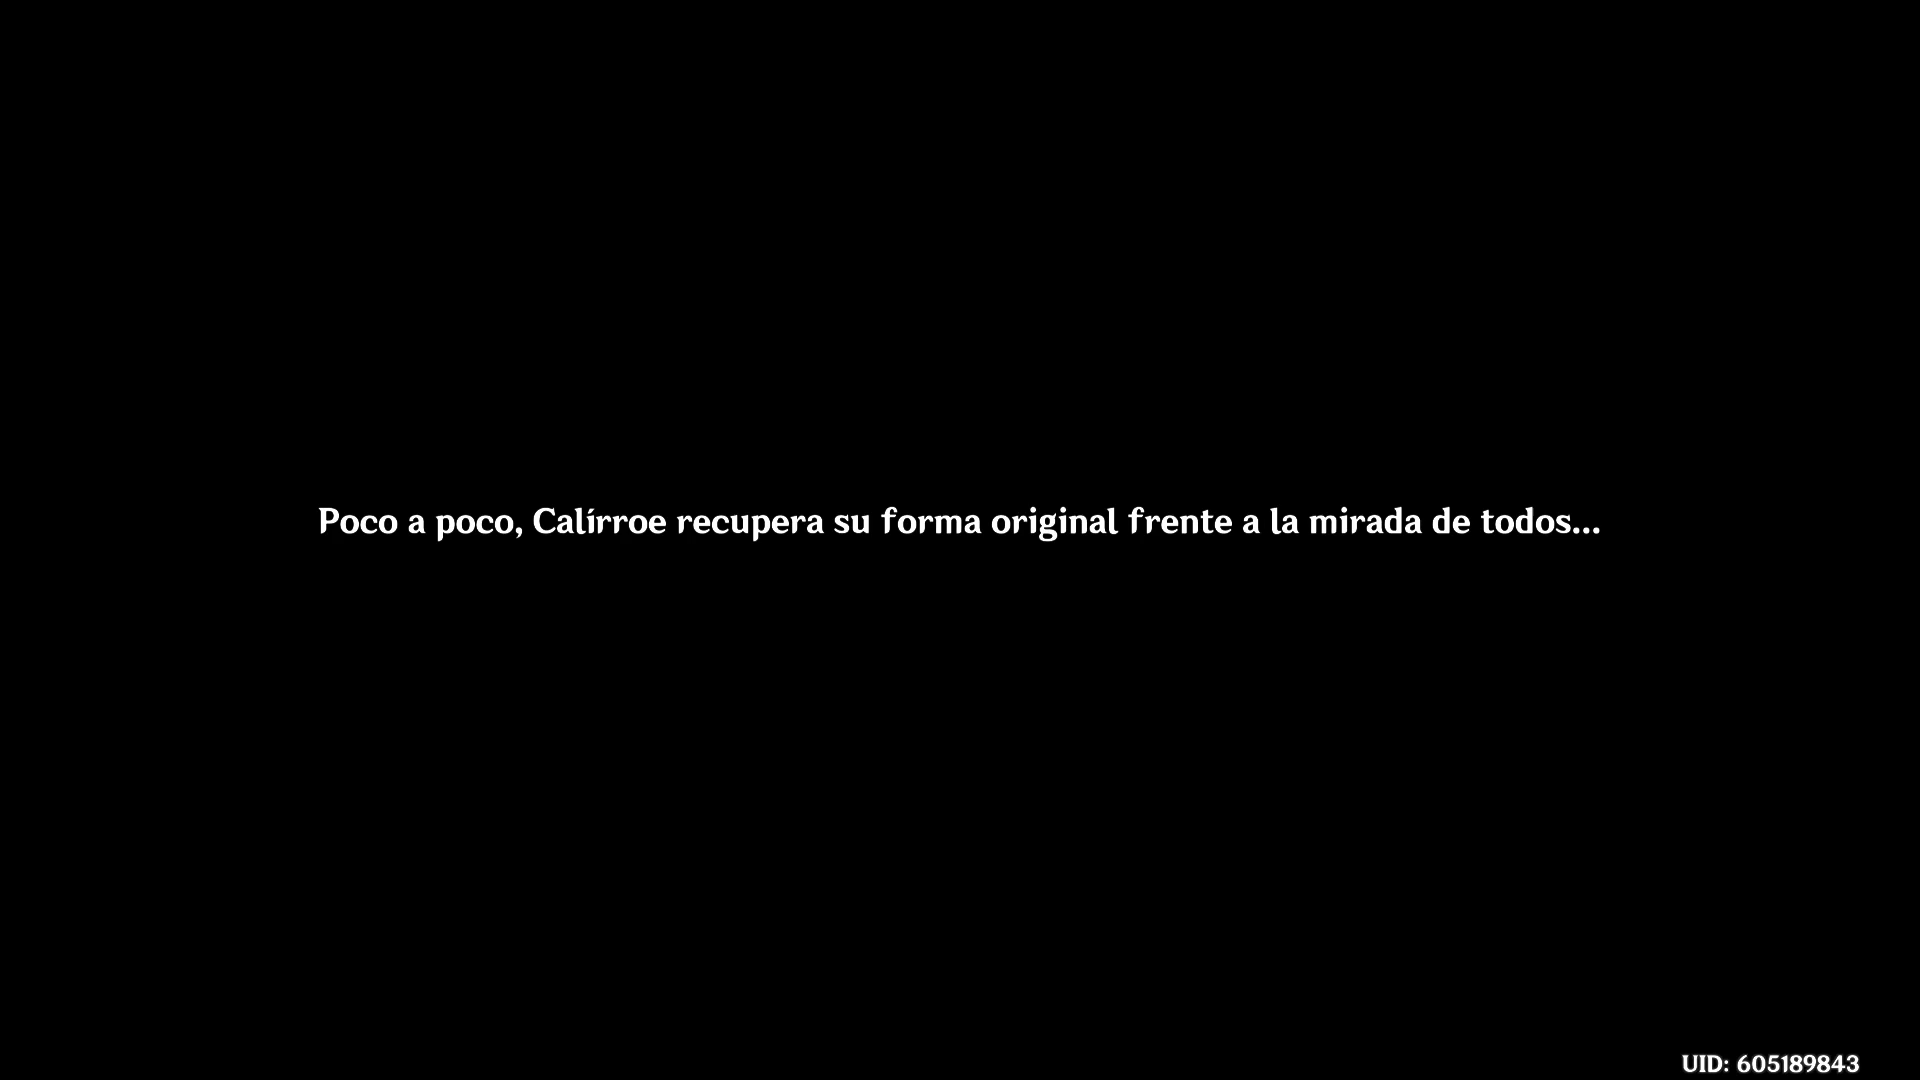 Poco a poco, Calírroe recupera su forma original frente a la mirada de todos...
UID: 605189843